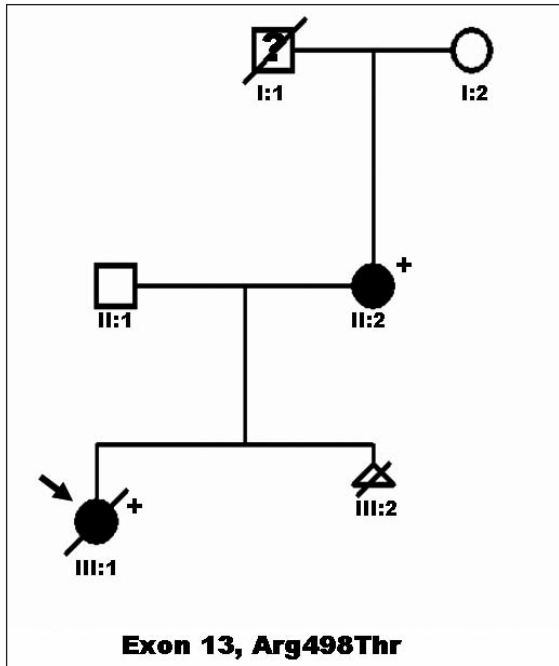 ?
I:1 I:2
+
II:1 II:2
+
III:1 III:2
Exon 13, Arg498Thr